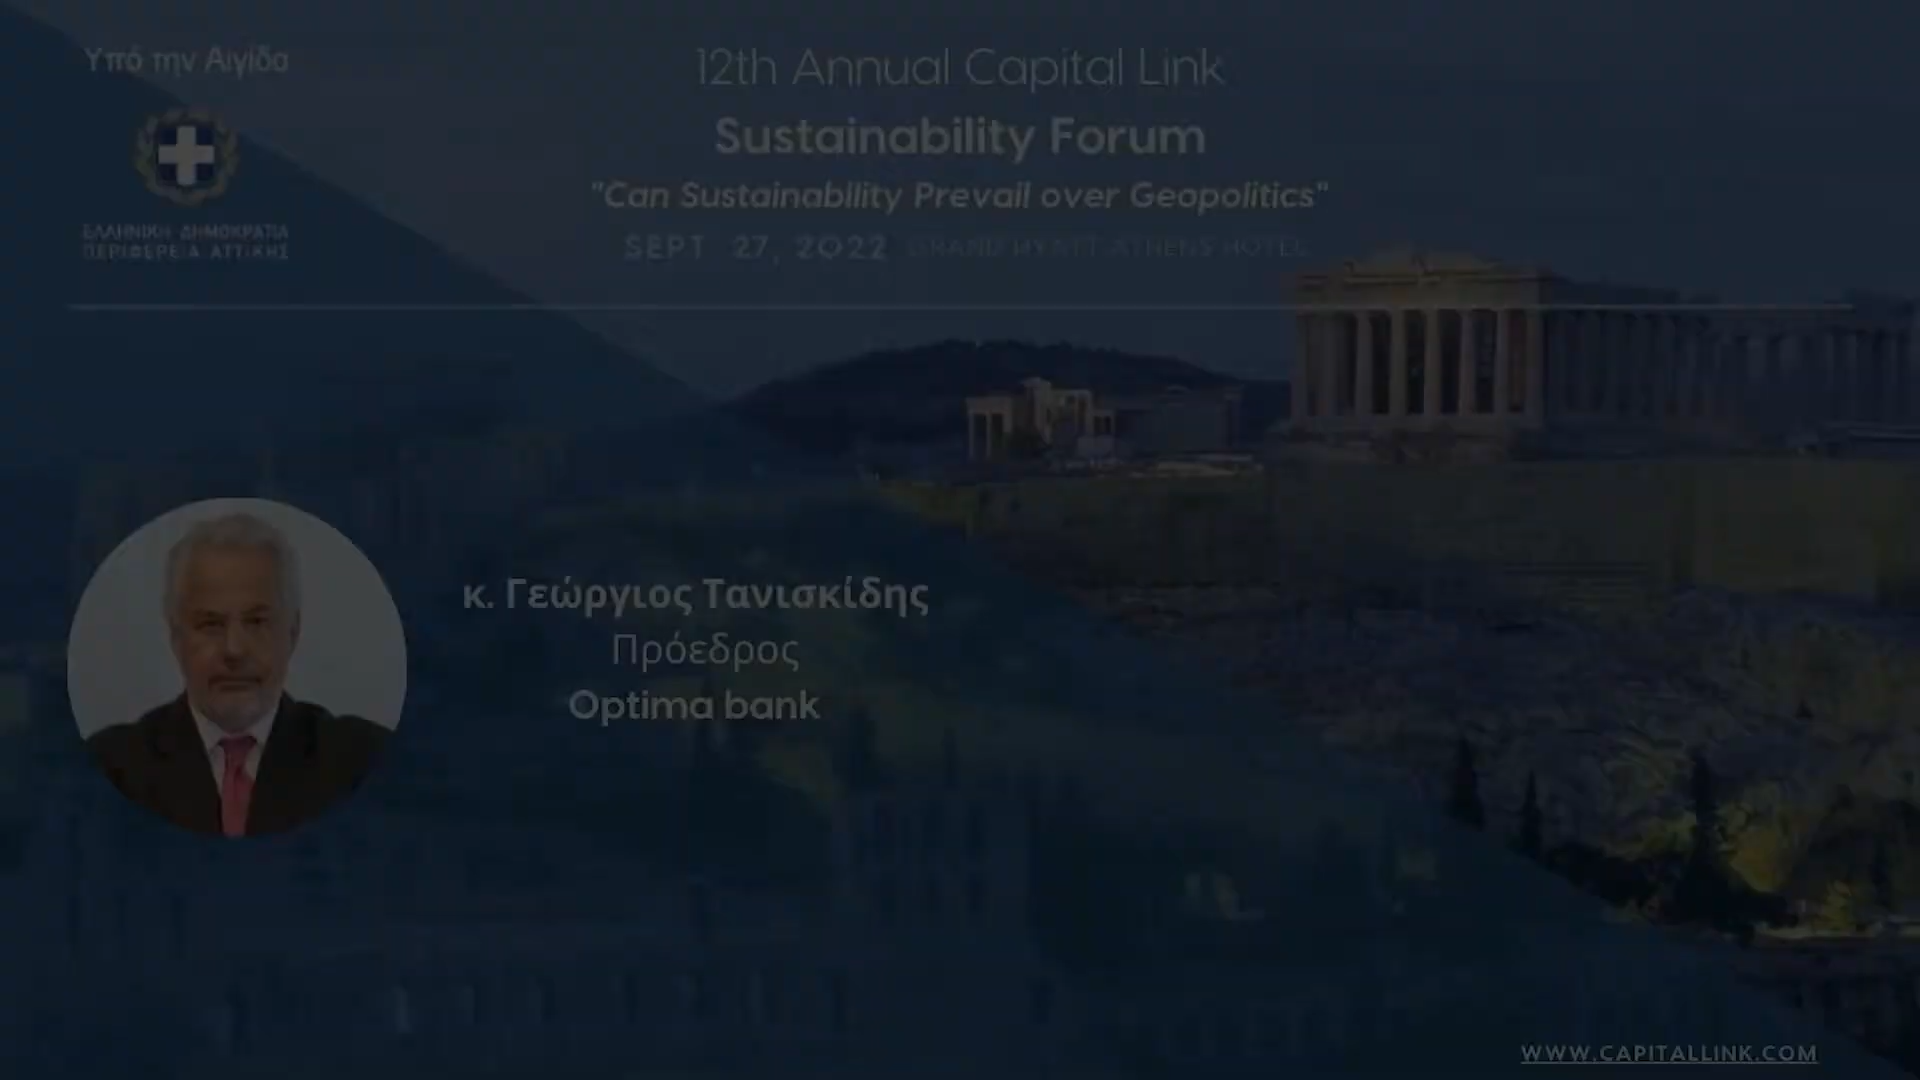 Υπό την Αιγίδα
ΕΛΛΗΝΙΚΗ ΔΗΜΟΚΡΑΤΙΑ
ΠΕΡΙΦΕΡΕΙΑ ΑΤΤΙΚΗΣ
12th Annual Capital Link
Sustainability Forum
"Can Sustainability Prevail over Geopolitics"
SEPT 27, 2022 GRAND HYATT ATHENS HOTEL
κ. Γεώργιος Τανισκίδης
Πρόεδρος
Optima bank
WWW.CAPITALLINK.COM